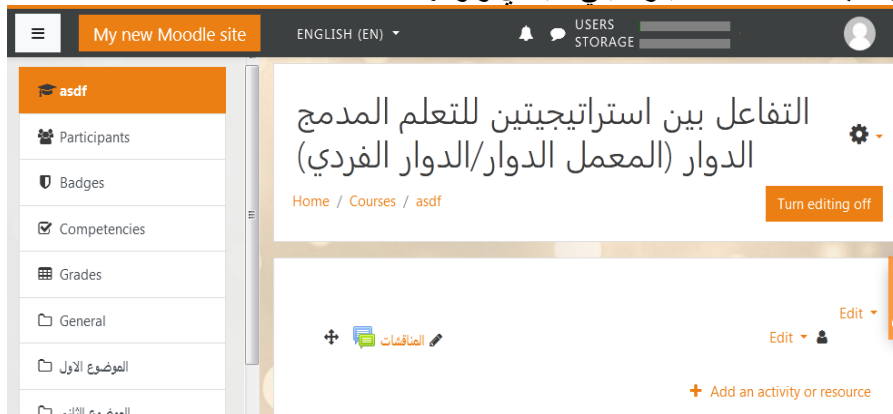 My new Moodle site
ENGLISH (EN)
USERS
STORAGE
asdf
Participants
Badges
Competencies
Grades
General
الموضوع الاول
التفاعل بين استراتيجيتين للتعلم المدمج
الدوار (المعمل الدوار/الدوار الفردي)
Home / Courses / asdf
Turn editing off
Edit
المناقشات
Edit
+ Add an activity or resource